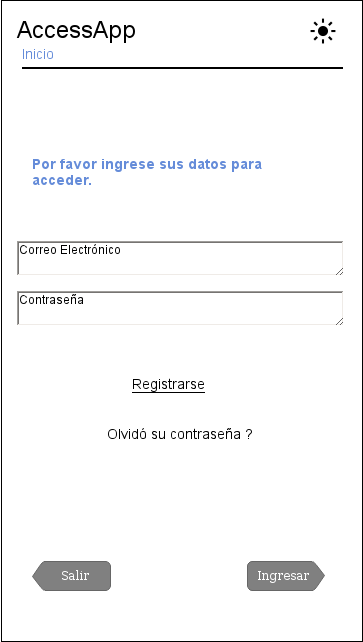 AccessApp
Inicio
Por favor ingrese sus datos para
acceder.
Correo Electrónico
Contraseña
Registrarse
Olvidó su contraseña ?
Salir
Ingresar